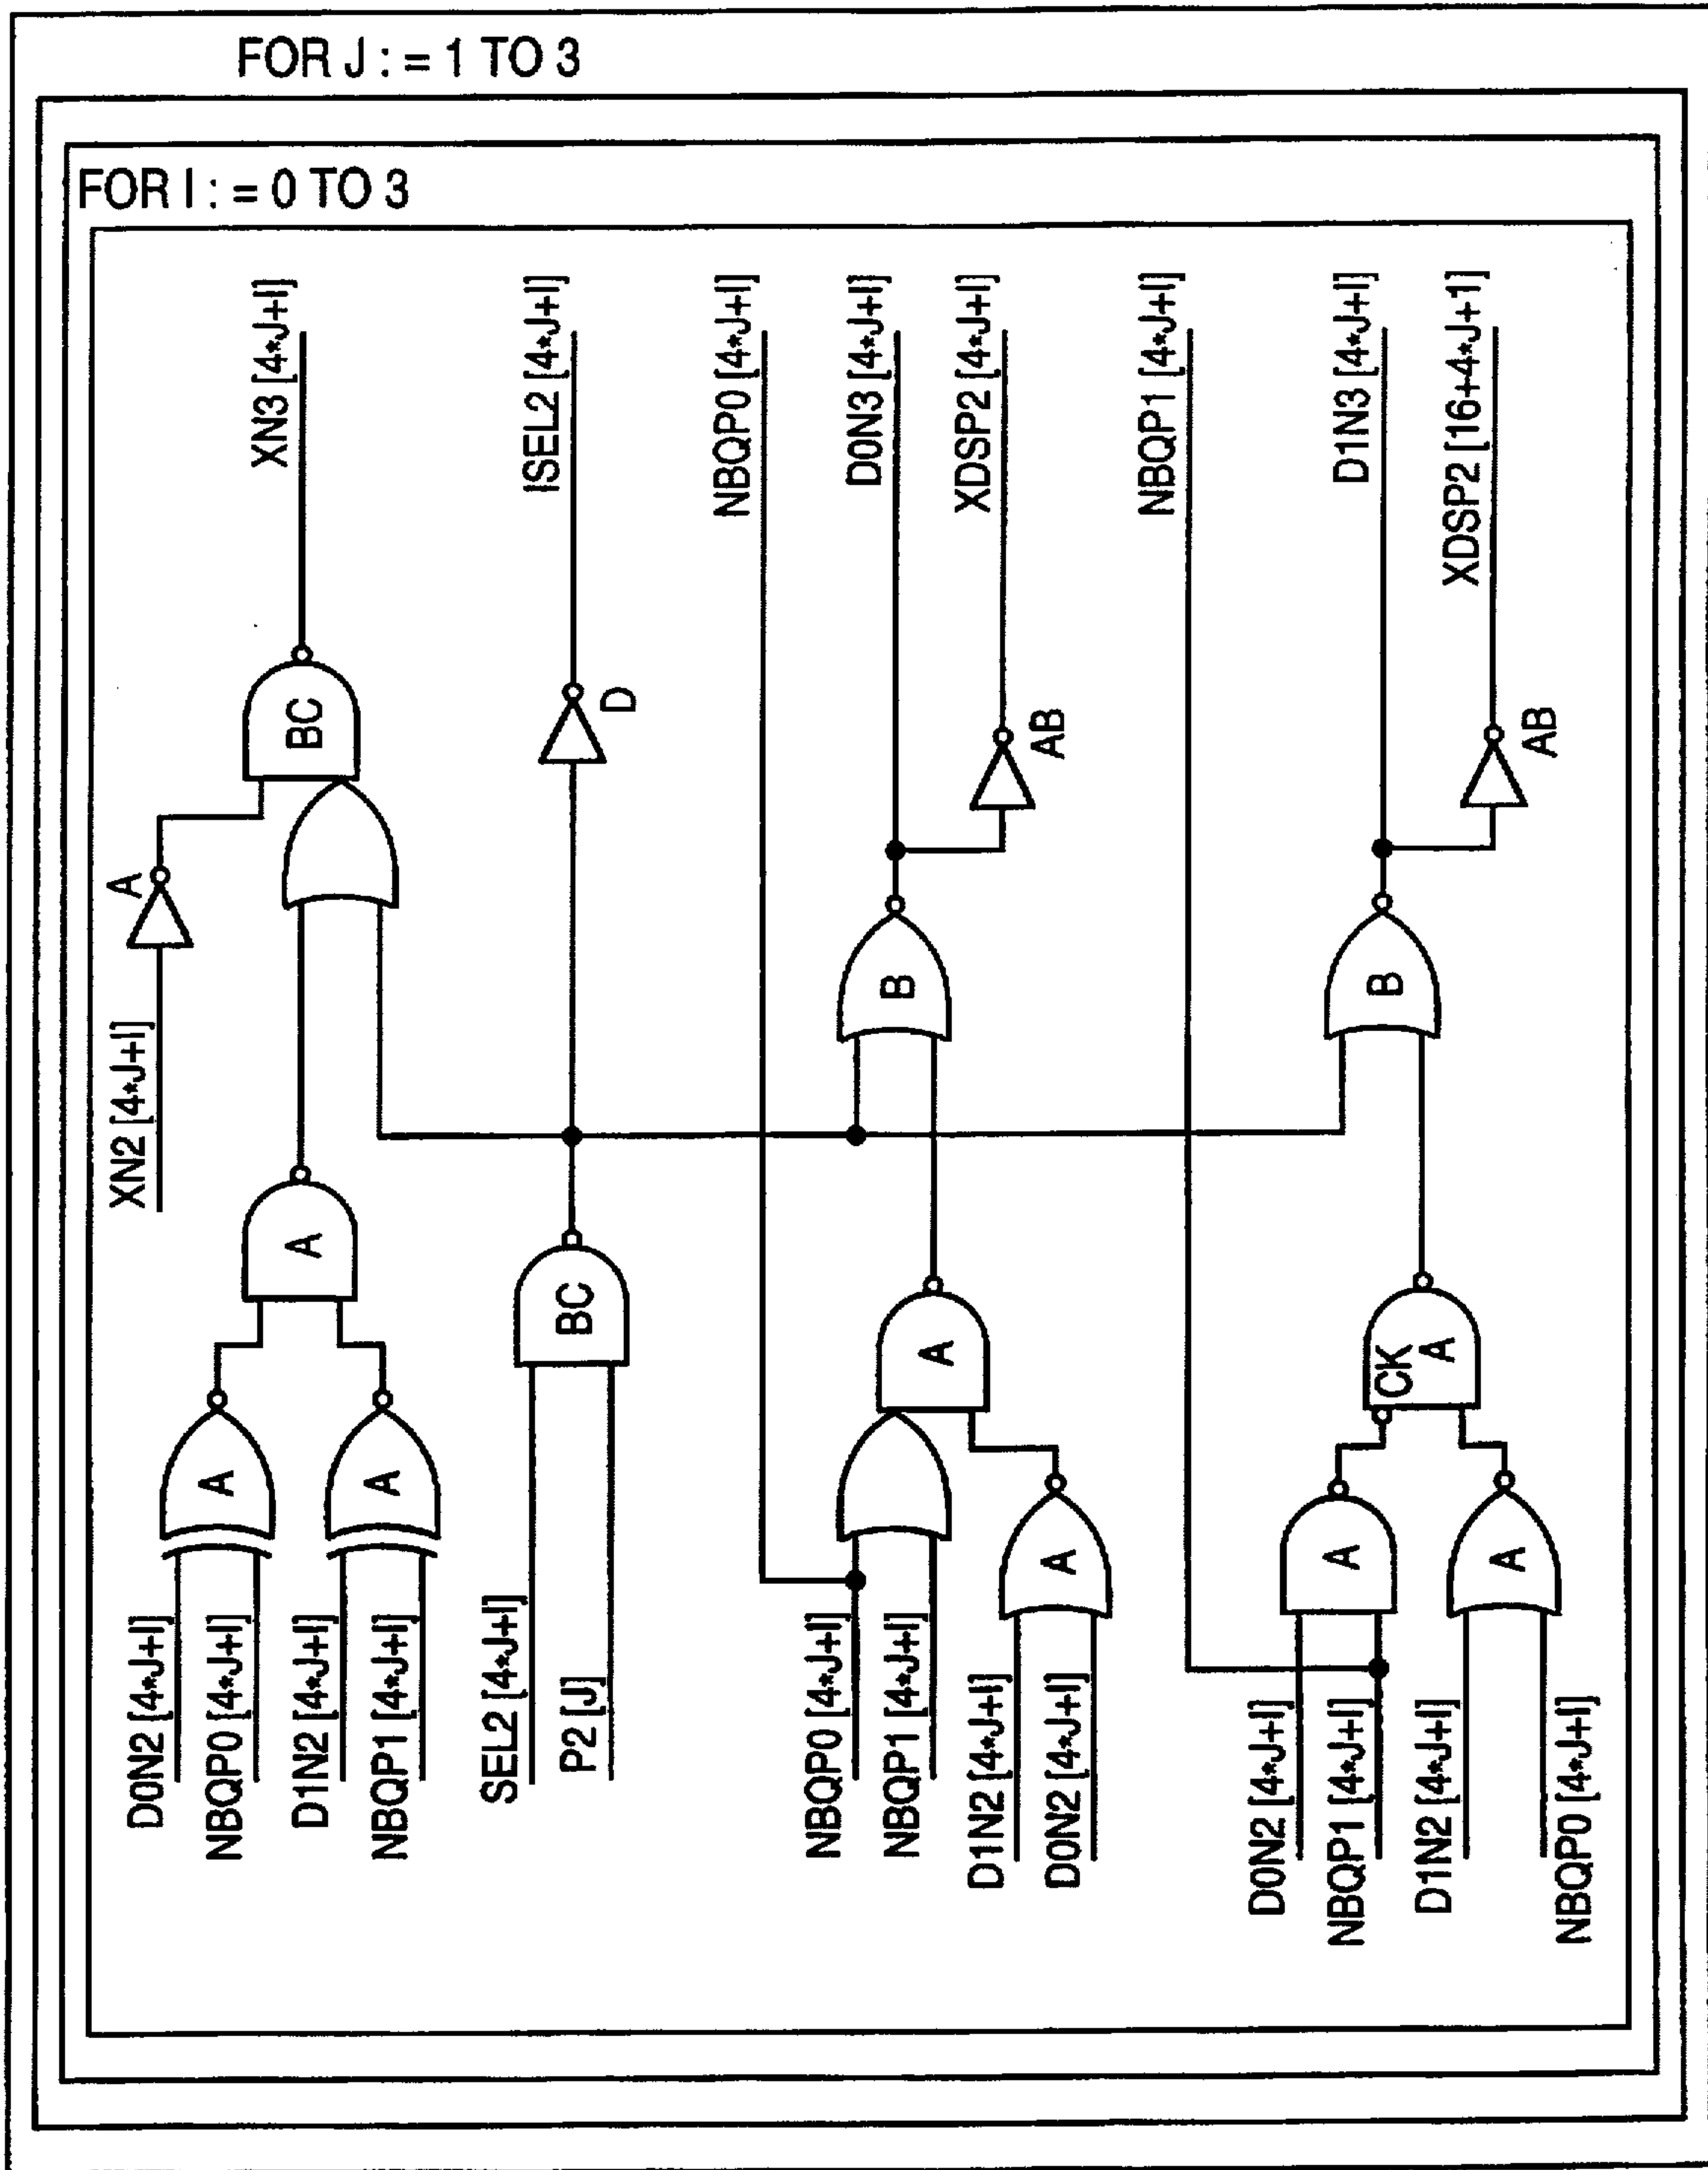 FOR J : = 1 TO 3
FOR I : = 0 TO 3
XN2 [4*J+I]
A
BC
XN3 [4*J+I]
D0N2 [4*J+I]
NBQP0 [4*J+I]
A
D1N2 [4*J+I]
NBQP1 [4*J+I]
A
A
SEL2 [4*J+I]
P2 [J]
BC
D
ISEL2 [4*J+I]
NBQP0 [4*J+I]
NBQP0 [4*J+I]
NBQP1 [4*J+I]
D1N2 [4*J+I]
D0N2 [4*J+I]
A
A
B
D0N3 [4*J+I]
AB
XDSP2 [4*J+I]
NBQP1 [4*J+I]
D0N2 [4*J+I]
NBQP1 [4*J+I]
A
D1N2 [4*J+I]
NBQP0 [4*J+I]
A
CK
A
B
D1N3 [4*J+I]
AB
XDSP2 [16+4*J+1]